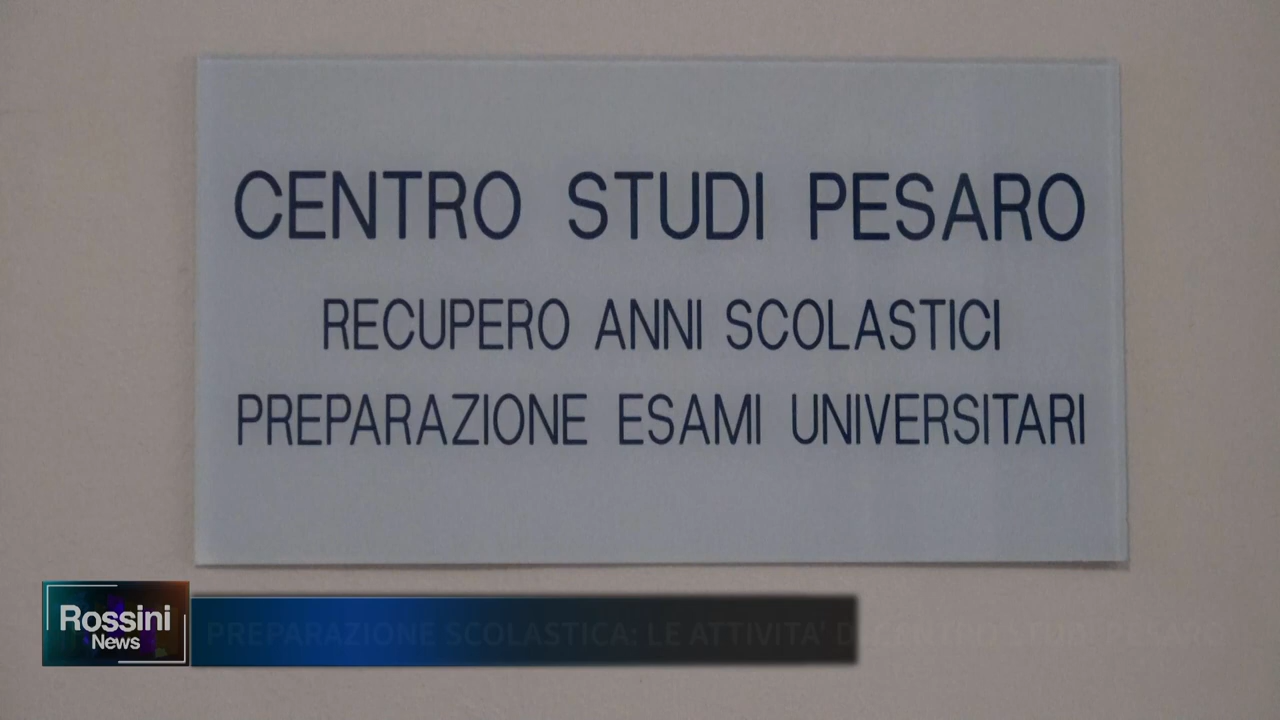 CENTRO STUDI PESARO
RECUPERO ANNI SCOLASTICI
PREPARAZIONE ESAMI UNIVERSITARI
Rossini
News
PREPARAZIONE SCOLASTICA: LE ATTIVITA'